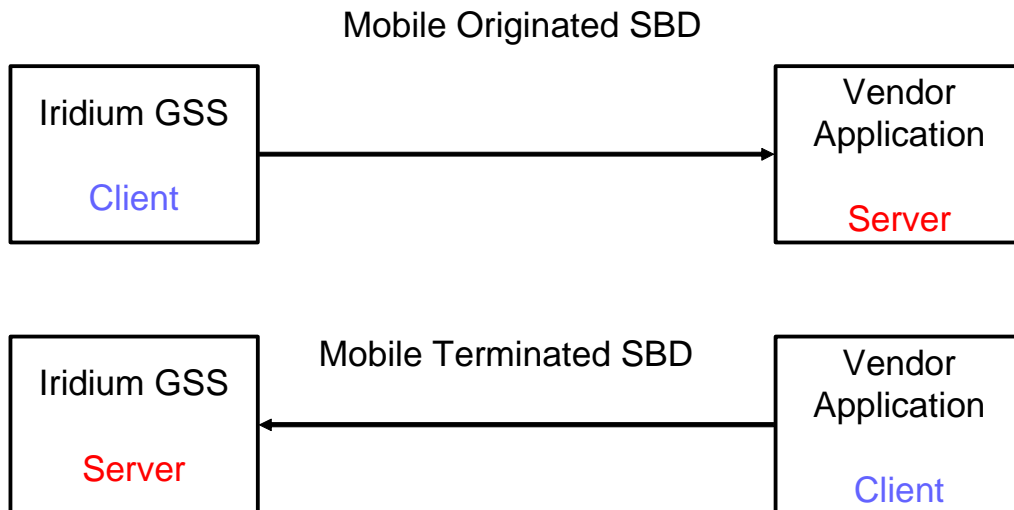 Mobile Originated SBD
Iridium GSS
Client
Vendor
Application
Server
Mobile Terminated SBD
Iridium GSS
Server
Vendor
Application
Client